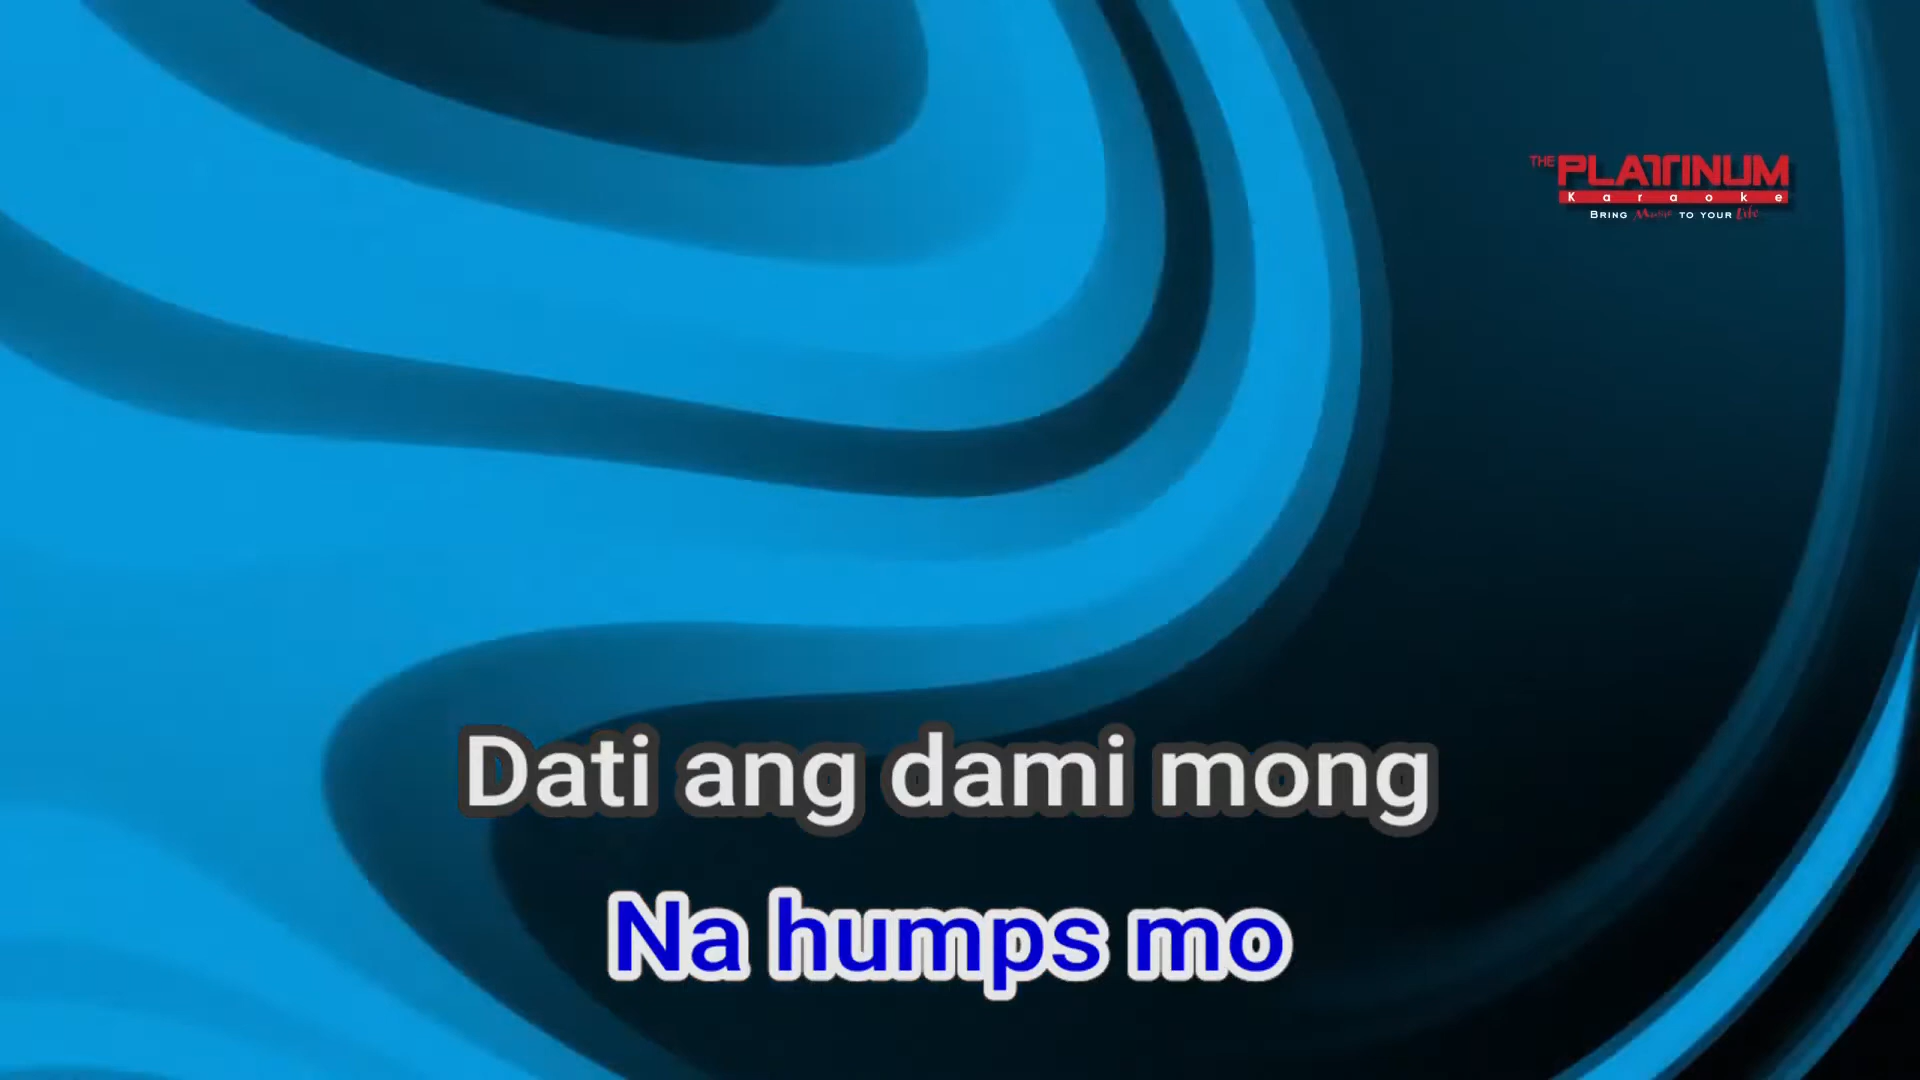 THE PLATINUM
Karaoke
BRING Music TO YOUR Life
Dati ang dami mong
Na humps mo